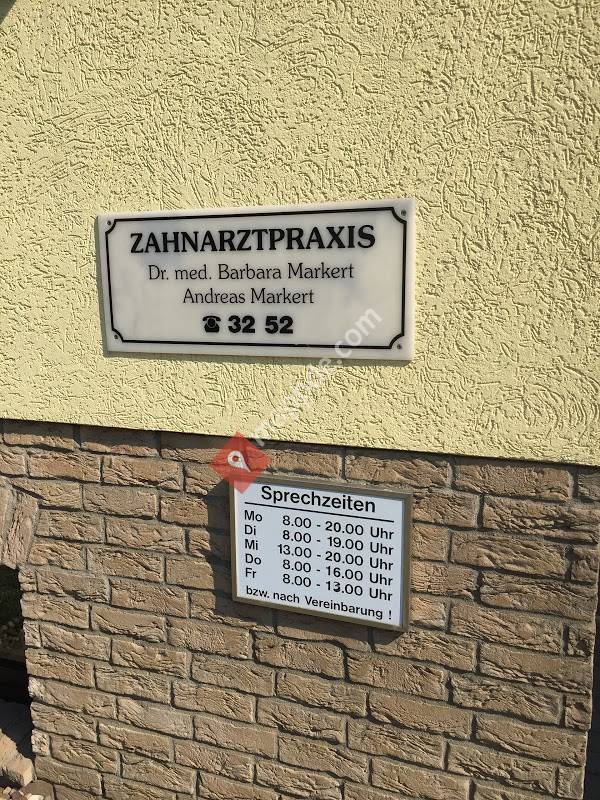 ZAHNARZTPRAXIS
Dr. med. Barbara Markert
Andreas Markert
☎ 32 52
Sprechzeiten
Mo 8.00 - 20.00 Uhr
Di 8.00 - 19.00 Uhr
Mi 13.00 - 20.00 Uhr
Do 8.00 - 16.00 Uhr
Fr 8.00 - 13.00 Uhr
bzw. nach Vereinbarung !